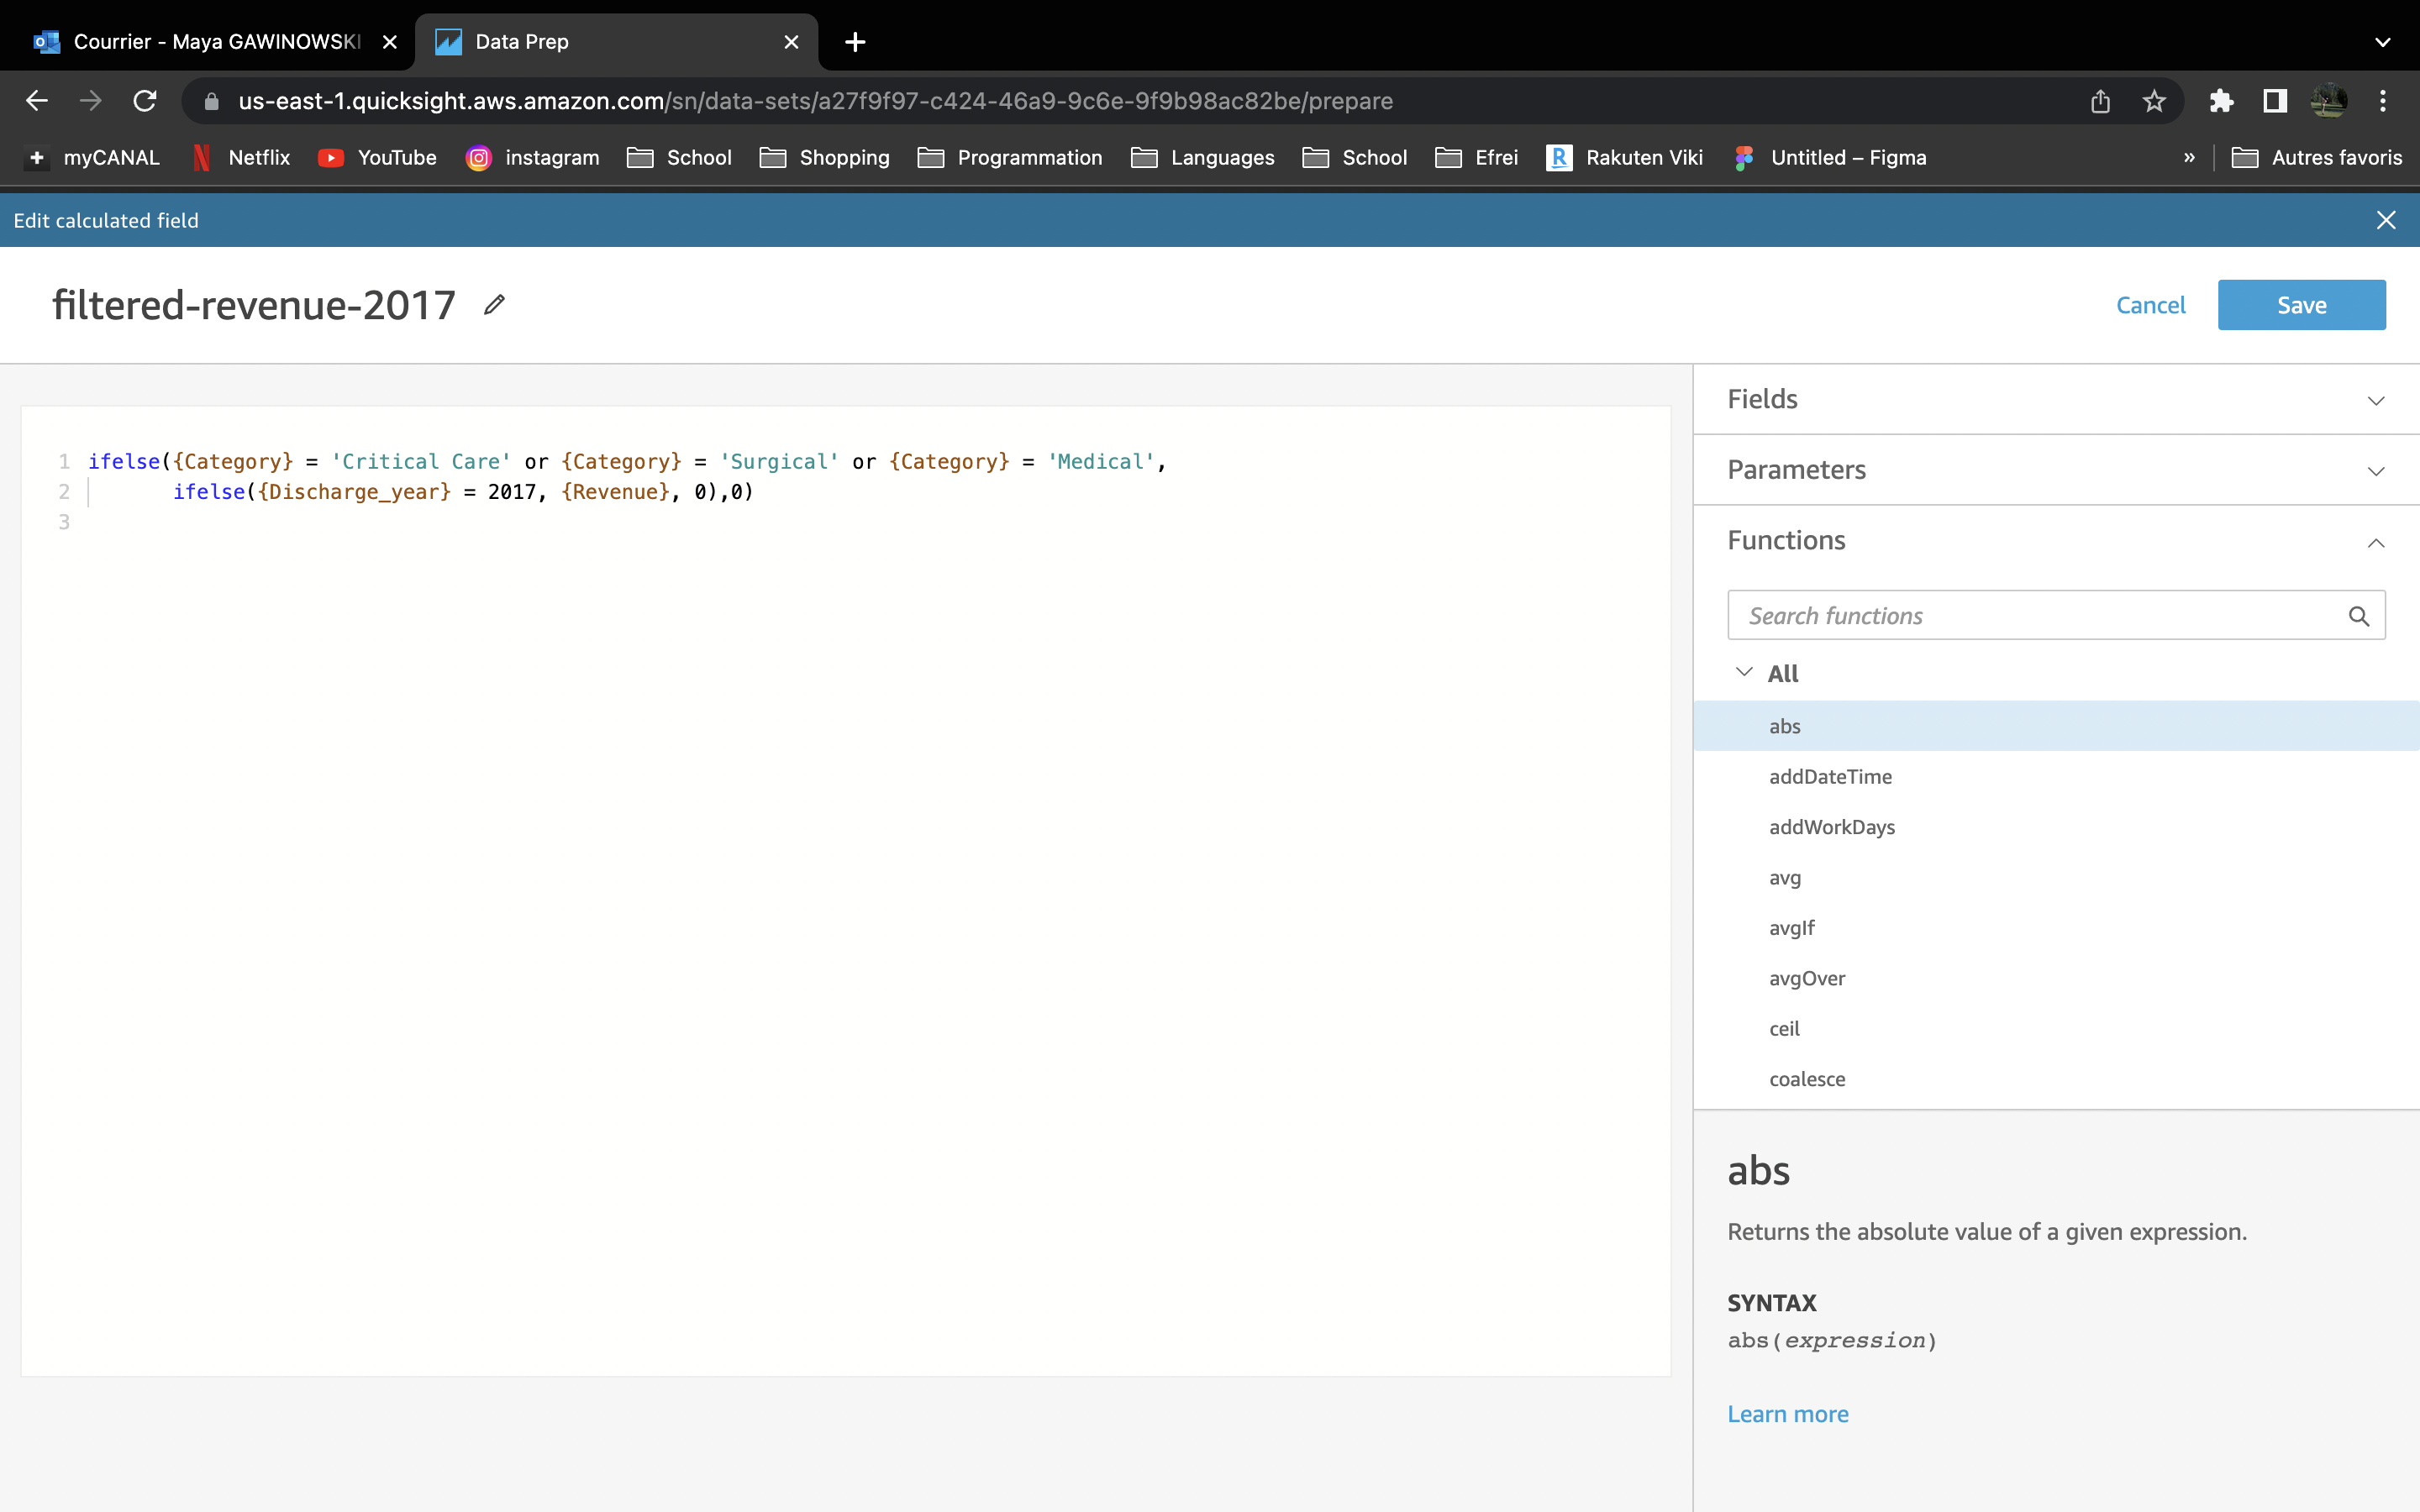 Courrier - Maya GAWINOWSKI
Data Prep
us-east-1.quicksight.aws.amazon.com/sn/data-sets/a27f9f97-c424-46a9-9c6e-9f9b98ac82be/prepare
myCANAL Netflix YouTube instagram School Shopping Programmation Languages School Efrei Rakuten Viki Untitled – Figma » Autres favoris
Edit calculated field
filtered-revenue-2017
Cancel Save
1 ifelse({Category} = 'Critical Care' or {Category} = 'Surgical' or {Category} = 'Medical',
2 ifelse({Discharge_year} = 2017, {Revenue}, 0),0)
3
Fields
Parameters
Functions
Search functions
All
abs
addDateTime
addWorkDays
avg
avgIf
avgOver
ceil
coalesce
abs
Returns the absolute value of a given expression.
SYNTAX
abs(expression)
Learn more